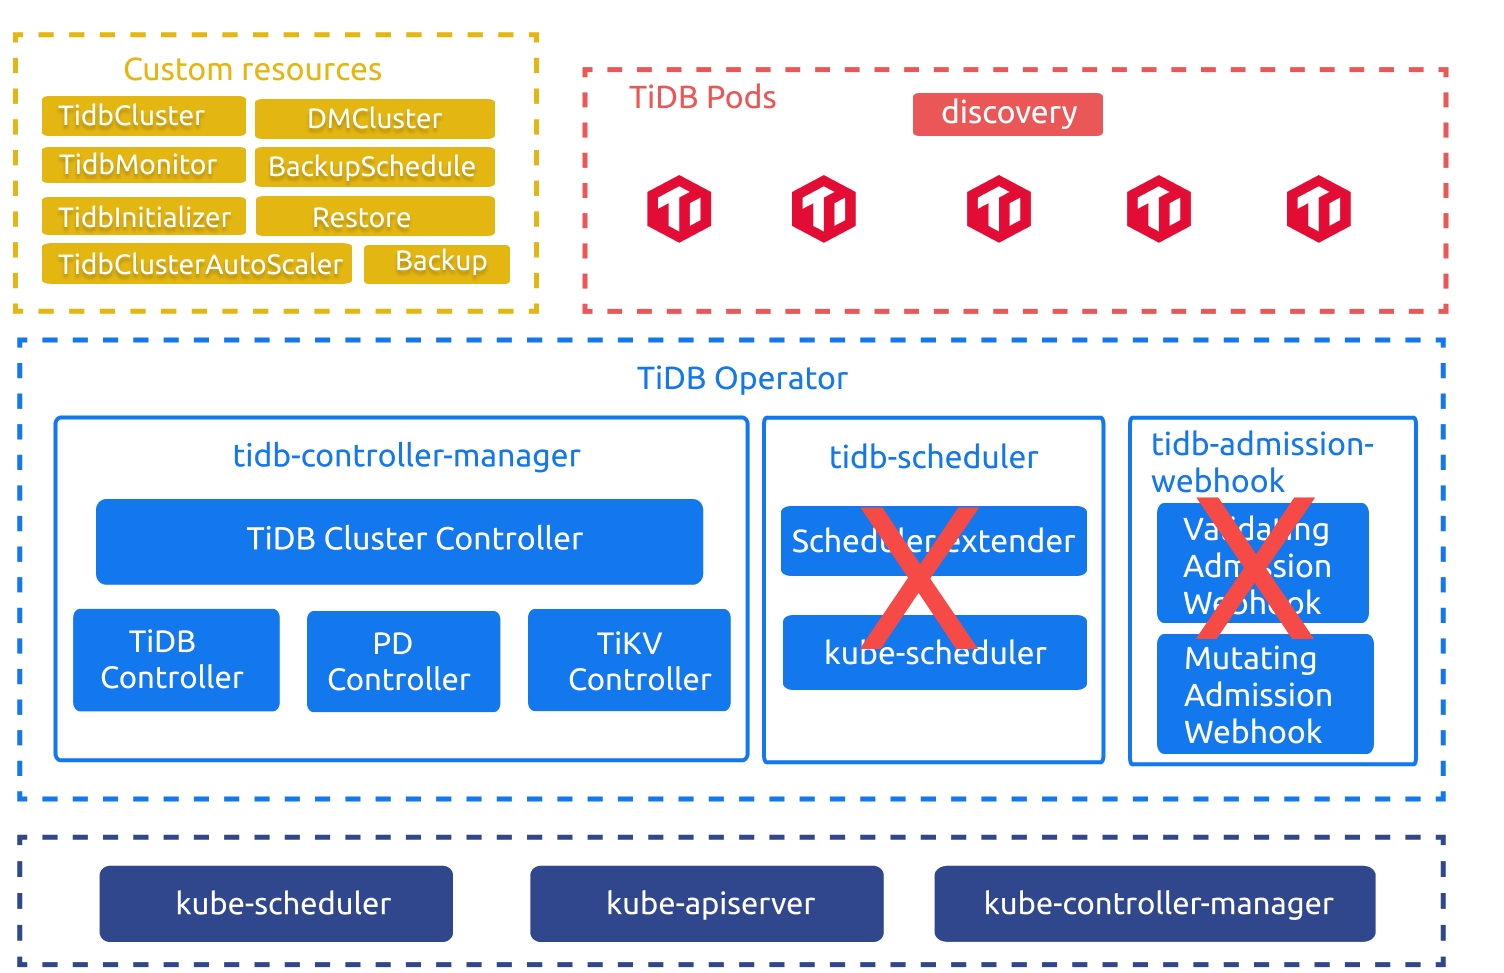 Custom resources
TidbCluster
DMCluster
TidbMonitor
BackupSchedule
TidbInitializer
Restore
TidbClusterAutoScaler
Backup
TiDB Pods
discovery
TiDB Operator
tidb-controller-manager
TiDB Cluster Controller
TiDB
Controller
PD
Controller
TiKV
Controller
tidb-scheduler
Scheduler extender
kube-scheduler
tidb-admission-
webhook
Validating
Admission
Webhook
Mutating
Admission
Webhook
kube-scheduler
kube-apiserver
kube-controller-manager